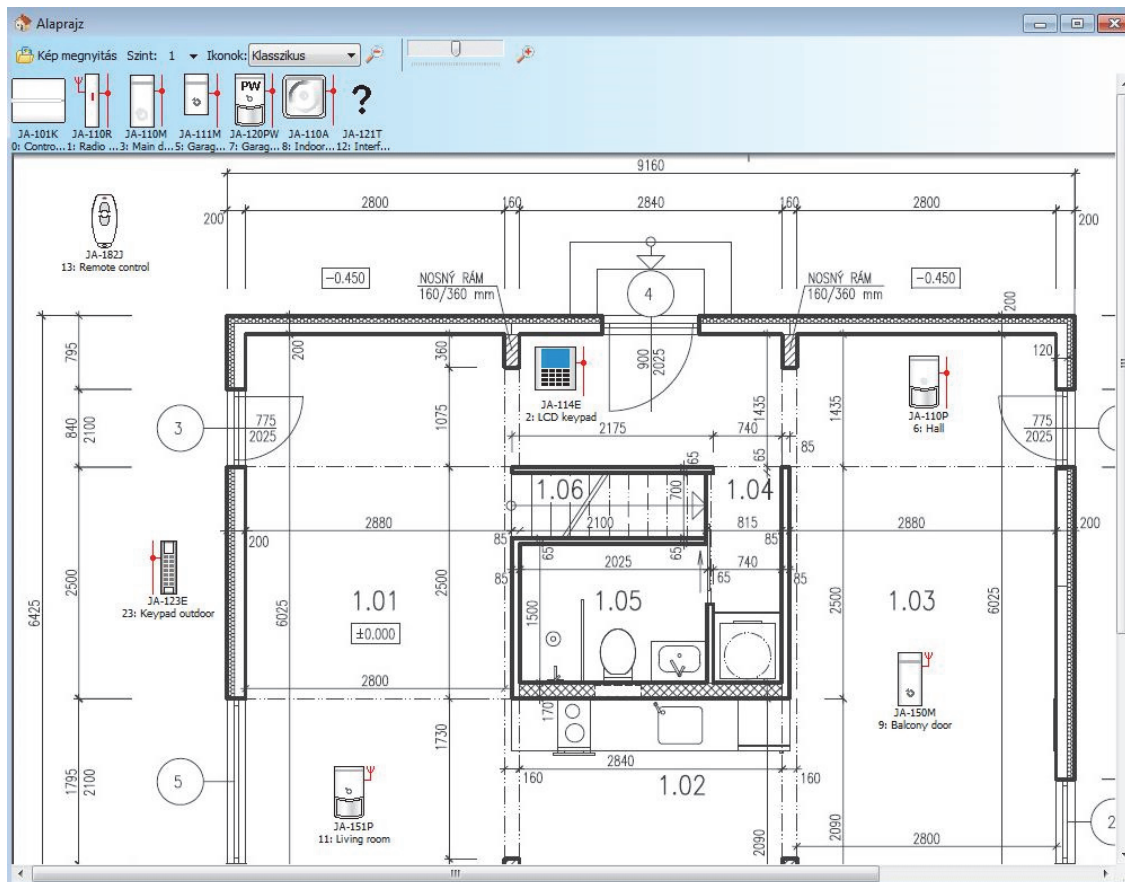 Alaprajz
Kép megnyitás Szint: 1 Ikonok: Klasszikus
PW
JA-101K JA-110R JA-110M JA-111M JA-120PW JA-110A JA-121T
0: Contro... 1: Radio ... 3: Main d... 5: Garag... 7: Garag... 8: Indoor... 12: Interf...
9160
2800 160 2840 160 2800
200 200
JA-182J
13: Remote control
-0.450 NOSNÝ RÁM 160/360 mm
4
NOSNÝ RÁM 160/360 mm -0.450
200
795 200 360 900 2025 120
JA-114E
2: LCD keypad
JA-110P
6: Hall
3 775 2025
840 2100 1075 1435 1435
775 2025
2175 740 85
65 65
1.06 700 1.04
2880 2100 815 2880 200
200 85 65 65 85
2025 740
85 65 85
JA-123E
23: Keypad outdoor
6425 2500 6025 1.01 2500 1500 1.05 1.03 2500 6025
±0.000
2800
JA-150M
9: Balcony door
170
1730 2840
160 1.02 160
5 1795 2100
JA-151P
11: Living room
2090 2090 2800
2